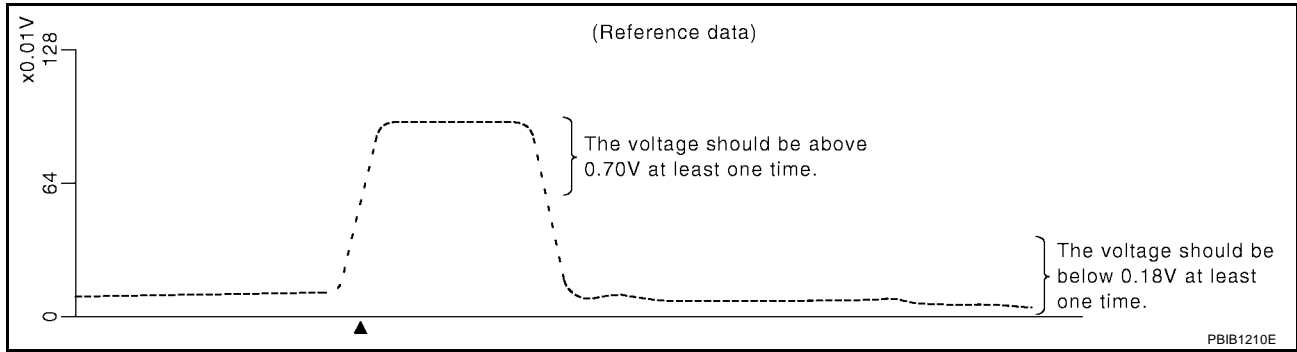 (Reference data)
x0.01V
128
64
0
The voltage should be above
0.70V at least one time.
The voltage should be
below 0.18V at least
one time.
PBIB1210E